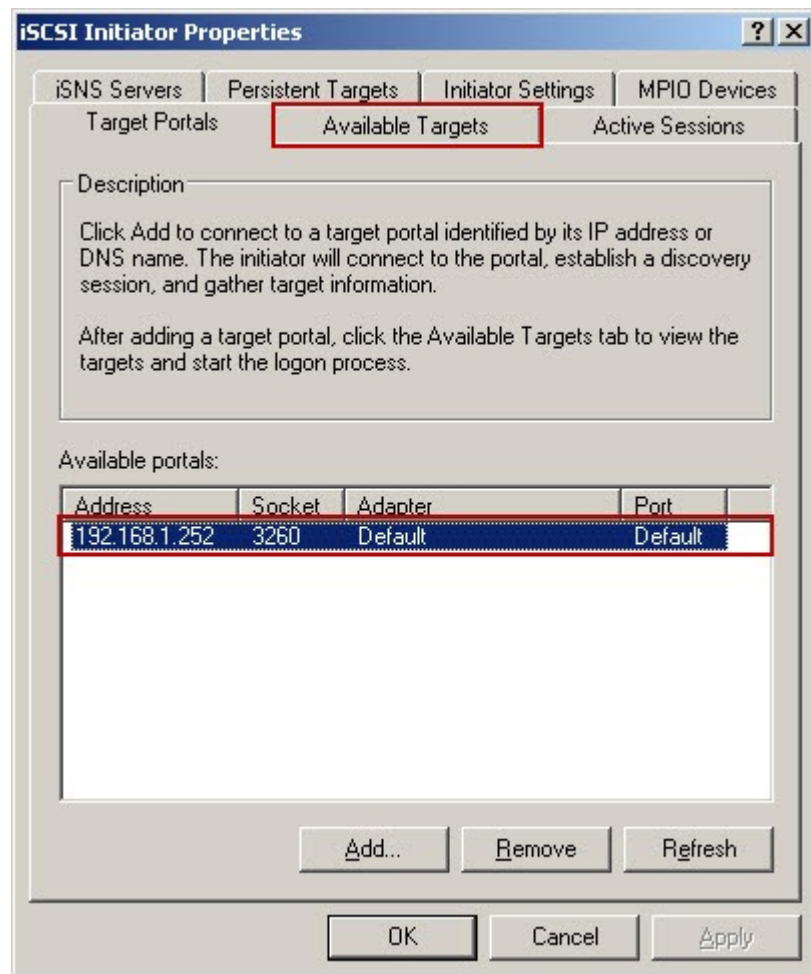 iSCSI Initiator Properties
iSNS Servers Persistent Targets Initiator Settings MPIO Devices
Target Portals Available Targets Active Sessions
Description
Click Add to connect to a target portal identified by its IP address or
DNS name. The initiator will connect to the portal, establish a discovery
session, and gather target information.
After adding a target portal, click the Available Targets tab to view the
targets and start the logon process.
Available portals:
Address Socket Adapter Port
192.168.1.252 3260 Default Default
Add... Remove Refresh
OK Cancel Apply